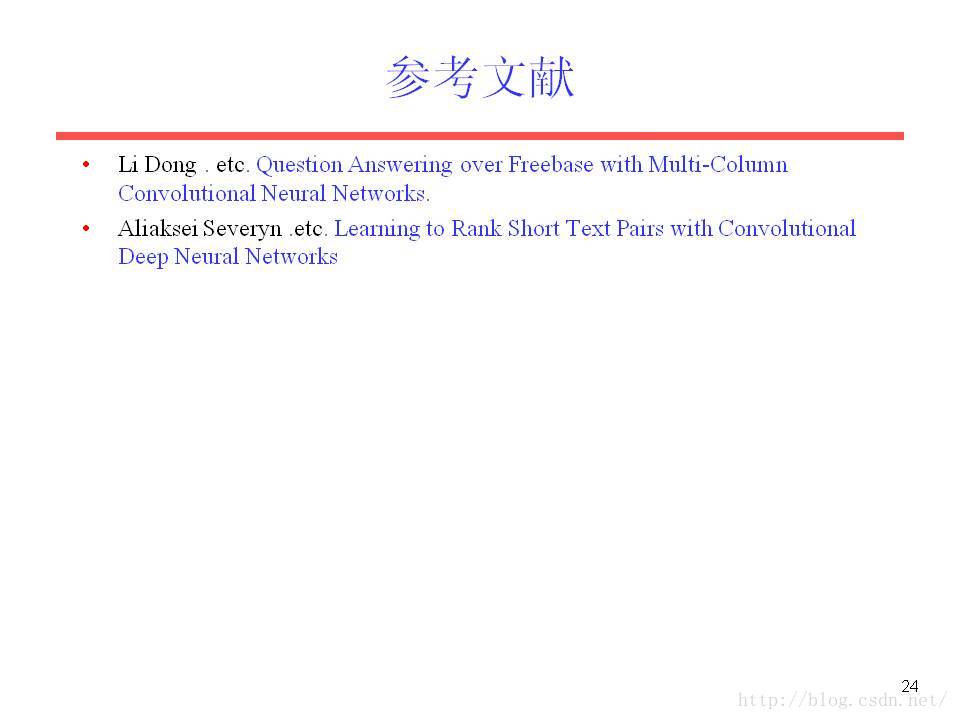 参考文献
• Li Dong . etc. Question Answering over Freebase with Multi-Column
Convolutional Neural Networks.
• Aliaksei Severyn .etc. Learning to Rank Short Text Pairs with Convolutional
Deep Neural Networks
24
http://blog.csdn.net/